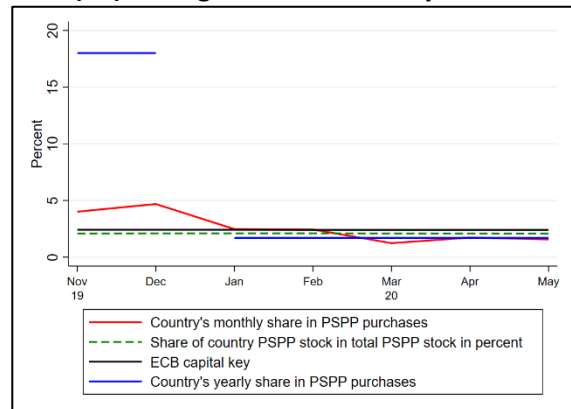 20
15
10
5
0
Percent
Nov Dec Jan Feb Mar Apr May
19 20
Country's monthly share in PSPP purchases
Share of country PSPP stock in total PSPP stock in percent
ECB capital key
Country's yearly share in PSPP purchases